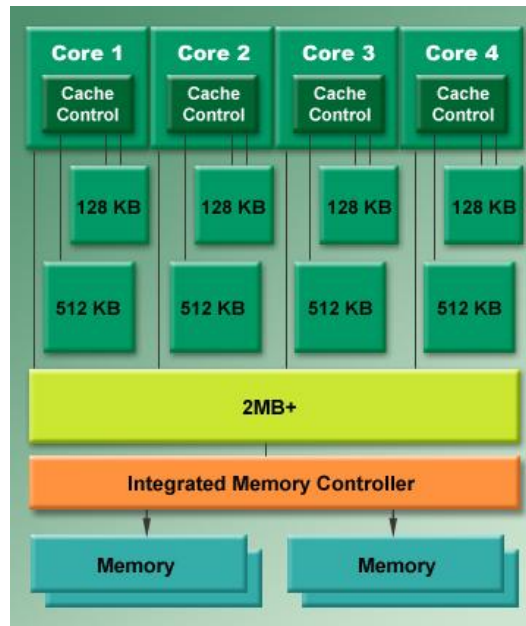 Core 1 Core 2 Core 3 Core 4
Cache Cache Cache Cache
Control Control Control Control
128 KB 128 KB 128 KB 128 KB
512 KB 512 KB 512 KB 512 KB
2MB+
Integrated Memory Controller
Memory Memory